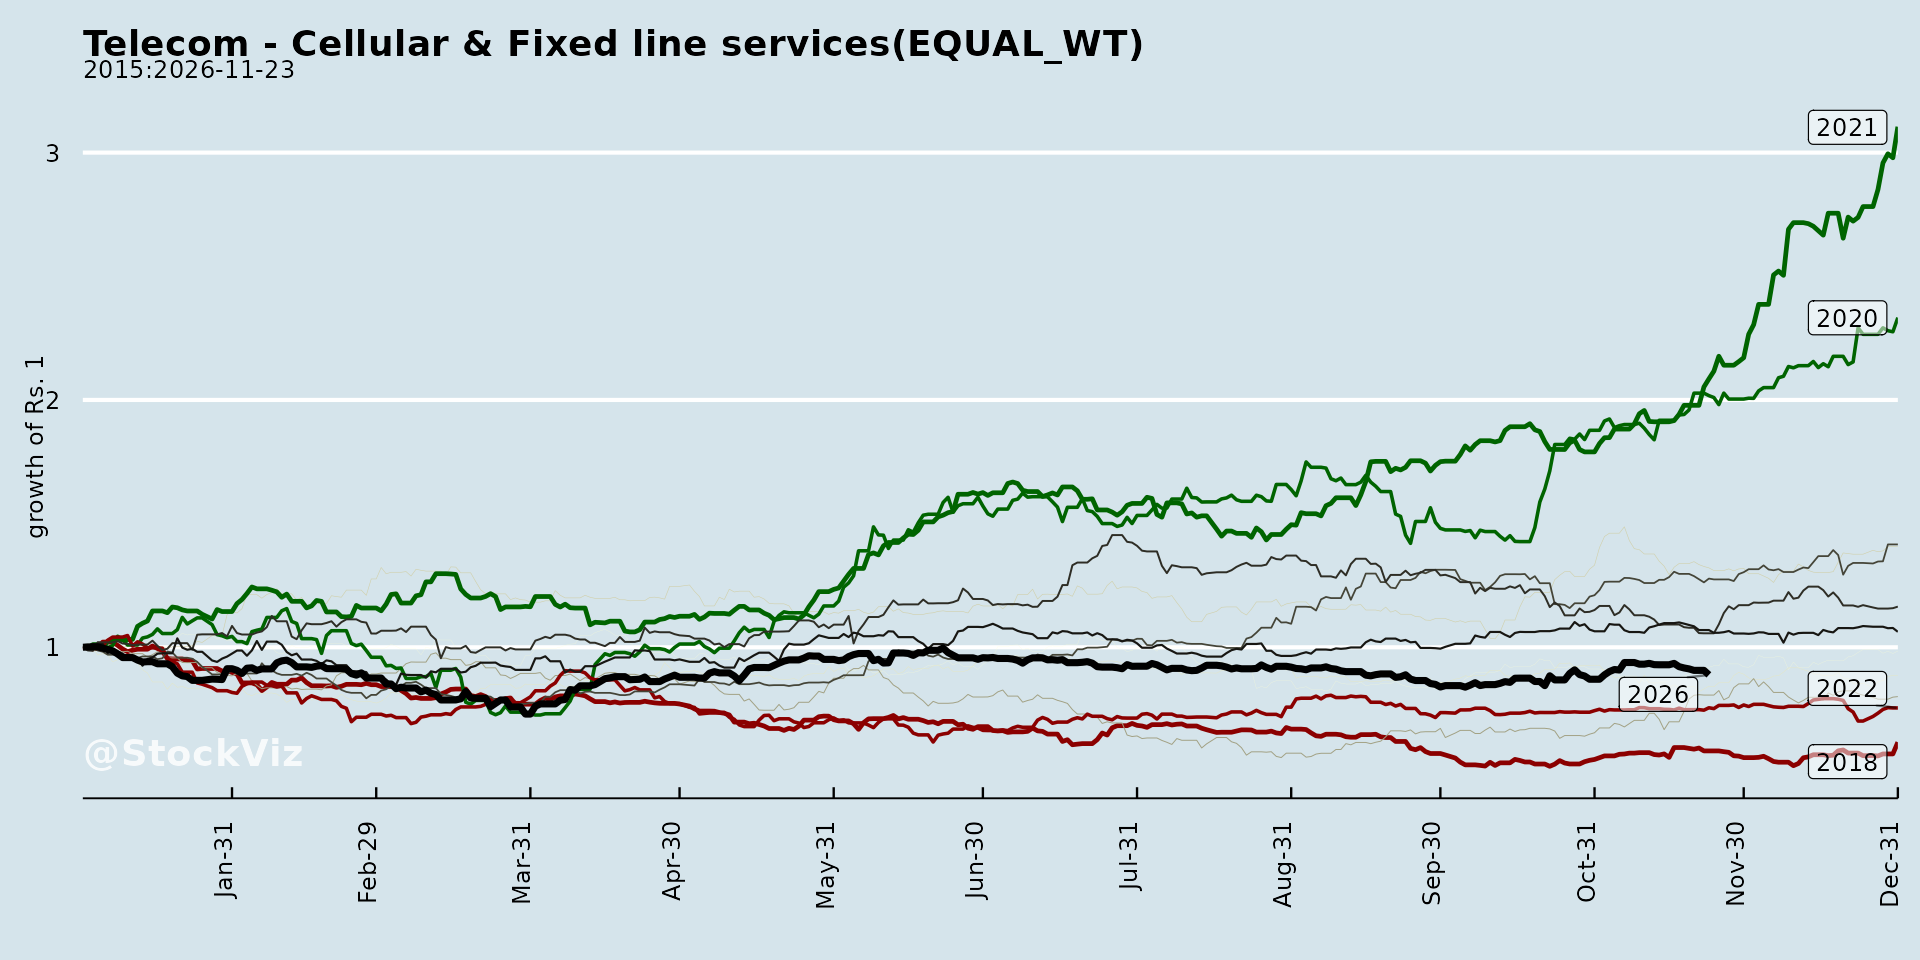 Telecom - Cellular & Fixed line services(EQUAL_WT)
2015:2026-11-23
growth of Rs. 1
3
2
1
2021
2020
2026
2022
2018
@StockViz
Jan-31
Feb-29
Mar-31
Apr-30
May-31
Jun-30
Jul-31
Aug-31
Sep-30
Oct-31
Nov-30
Dec-31